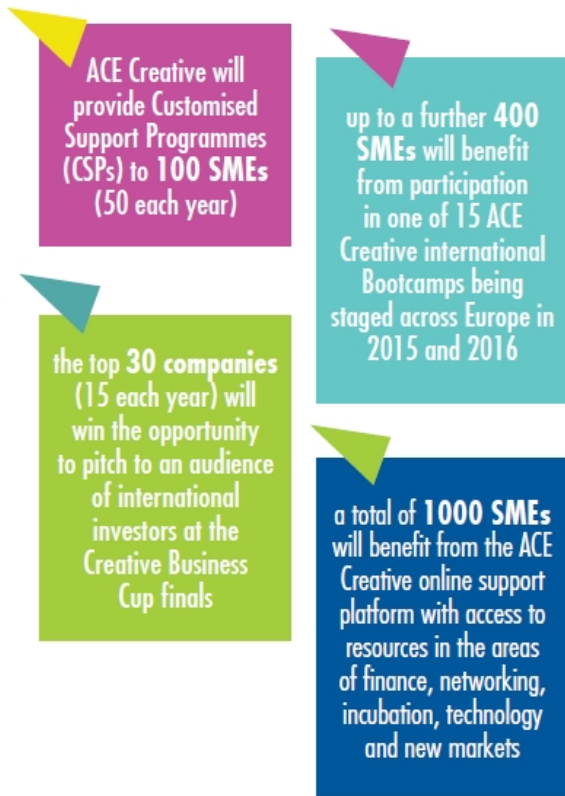 ACE Creative will
provide Customised
Support Programmes
(CSPs) to 100 SMEs
(50 each year)
up to a further 400
SMEs will benefit
from participation
in one of 15 ACE
Creative international
Bootcamps being
staged across Europe in
2015 and 2016
the top 30 companies
(15 each year) will
win the opportunity
to pitch to an audience
of international
investors at the
Creative Business
Cup finals
a total of 1000 SMEs
will benefit from the ACE
Creative online support
platform with access to
resources in the areas
of finance, networking,
incubation, technology
and new markets